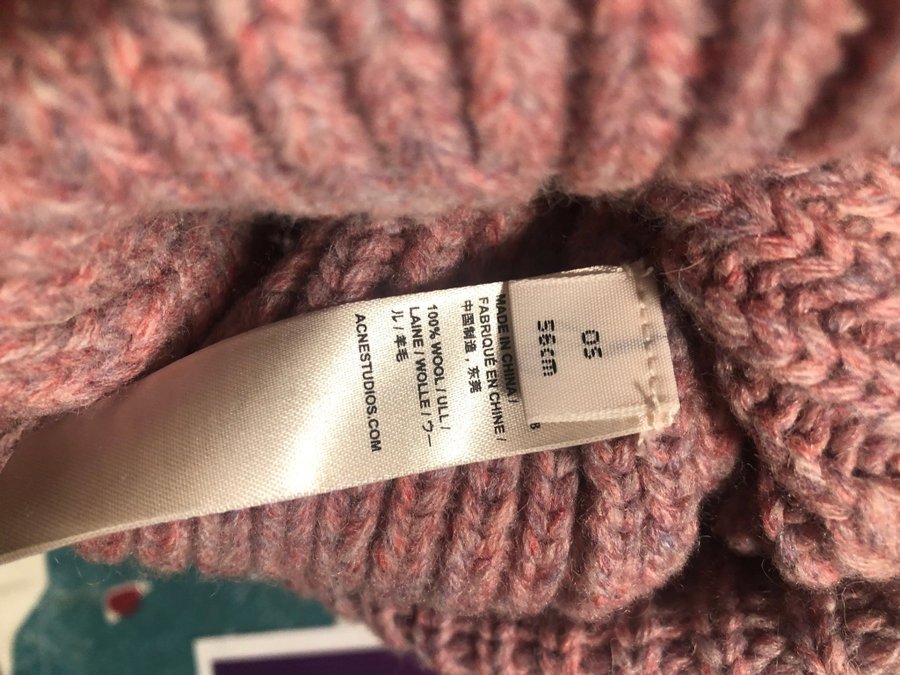 OS
56cm
MADE IN CHINA /
FABRIQUÉ EN CHINE /
中国制造，东莞
100% WOOL / ULL /
LAINE / WOLLE / ウー
ル / 羊毛
ACNESTUDIOS.COM